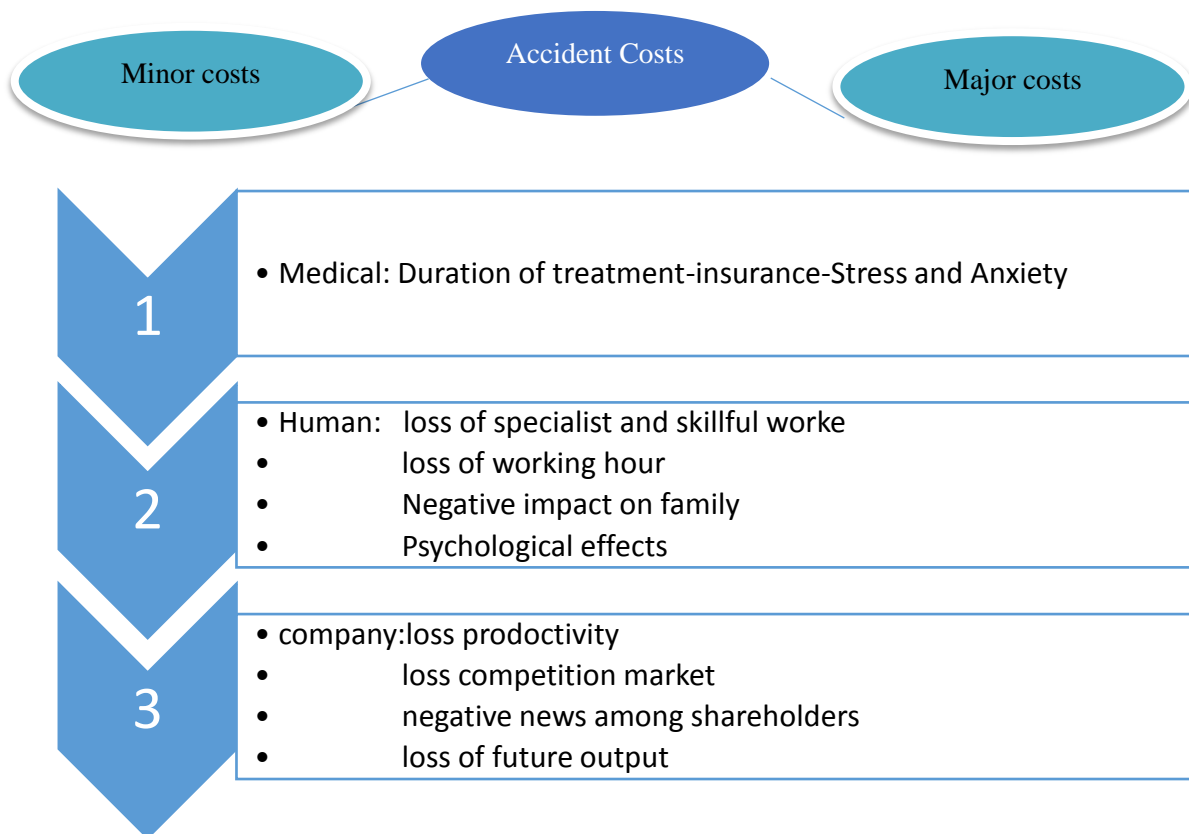 Minor costs
Accident Costs
Major costs
1
• Medical: Duration of treatment-insurance-Stress and Anxiety
2
• Human: loss of specialist and skillful worke
• loss of working hour
• Negative impact on family
• Psychological effects
3
• company:loss prodoctivity
• loss competition market
• negative news among shareholders
• loss of future output